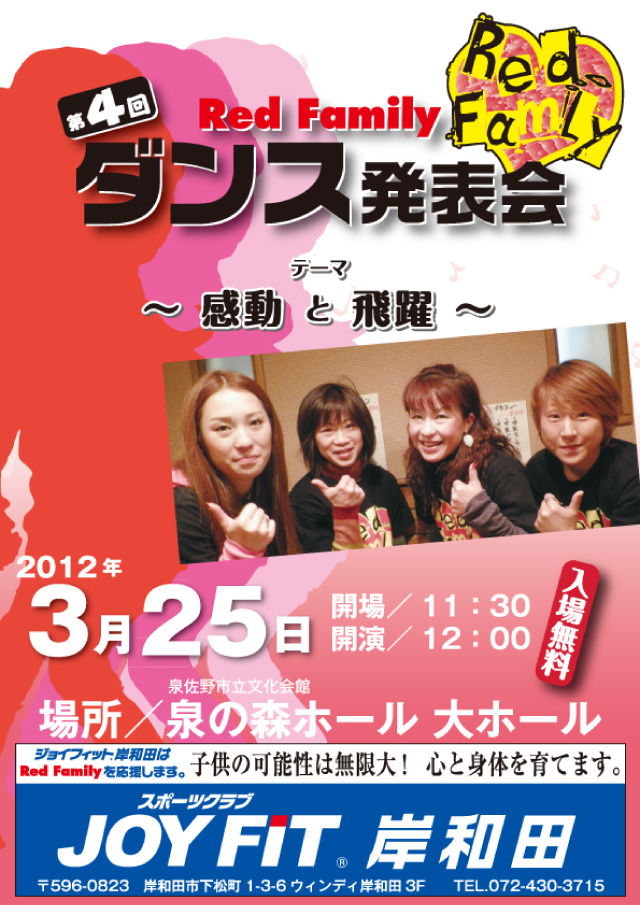 第4回
Red Family
Red Family
ダンス発表会
テーマ
～ 感動 と 飛躍 ～
2012年
3月25日
開場／11：30
開演／12：00
入場無料
泉佐野市立文化会館
場所／泉の森ホール 大ホール
ジョイフィット岸和田は
Red Familyを応援します。
子供の可能性は無限大！ 心と身体を育てます。
スポーツクラブ
JOYFiT® 岸和田
〒596-0823 岸和田市下松町1-3-6ウィンディ岸和田3F TEL.072-430-3715